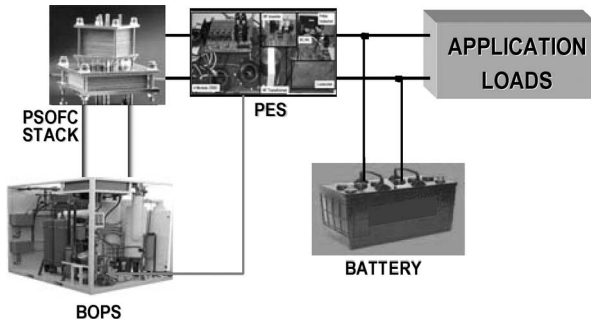 PSOFC
STACK
PES
APPLICATION
LOADS
BATTERY
BOPS